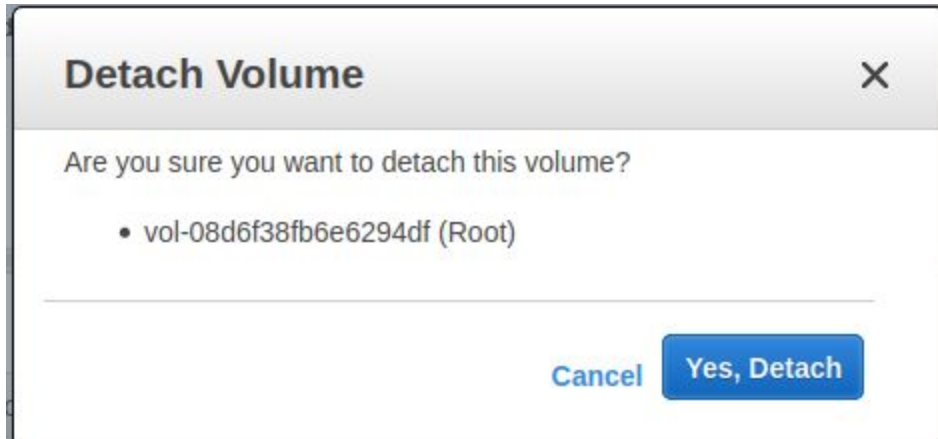 Detach Volume
Are you sure you want to detach this volume?
• vol-08d6f38fb6e6294df (Root)
Cancel
Yes, Detach